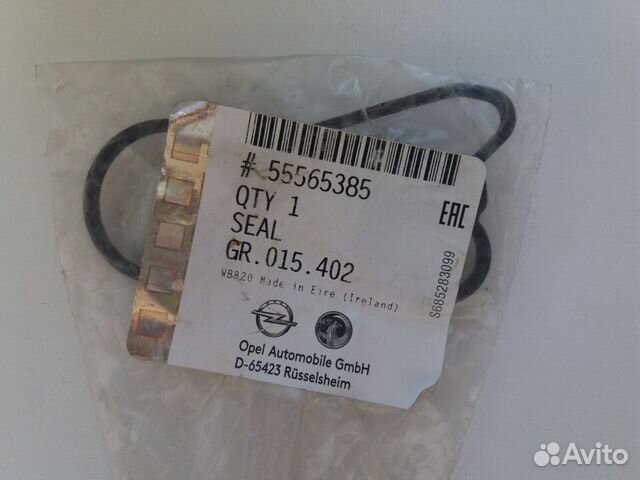 # 55565385
QTY 1
SEAL
GR.015.402
WB820 Made in Eire (Ireland)
EAC
S685283099
Opel Automobile GmbH
D-65423 Rüsselsheim
Avito